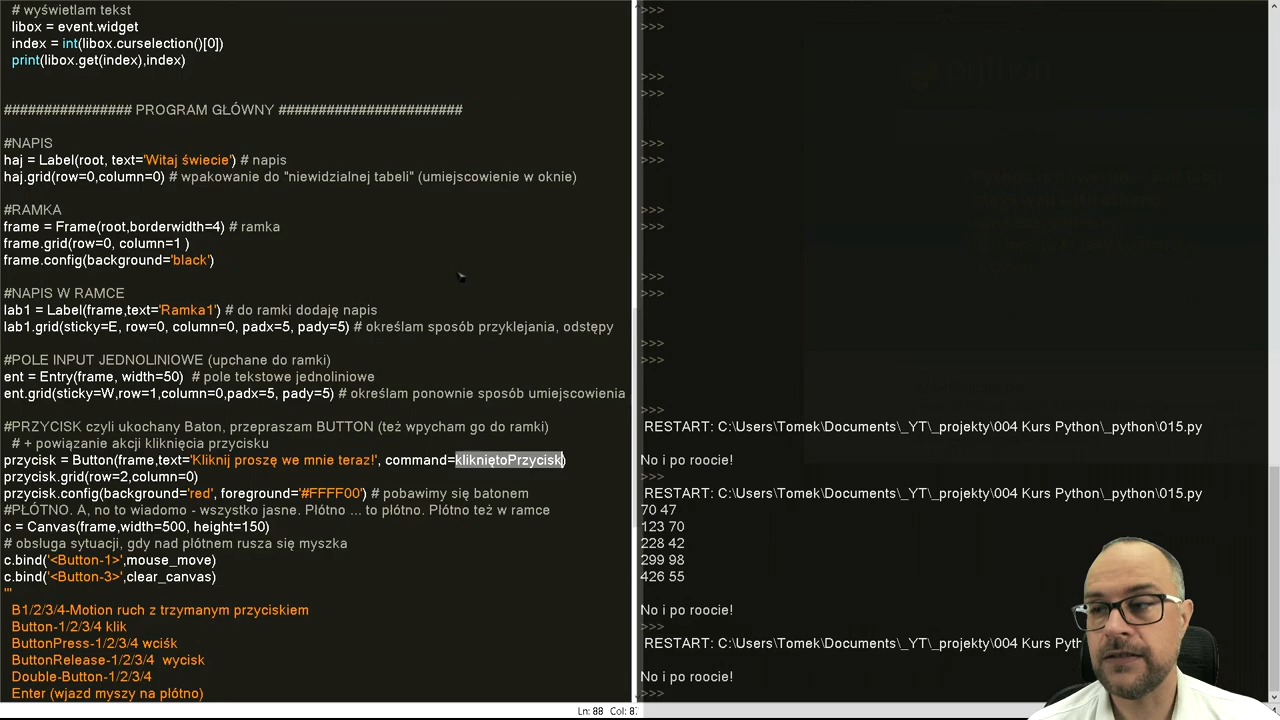 # wyświetlam tekst
libox = event.widget
index = int(libox.curselection()[0])
print(libox.get(index),index)
################ PROGRAM GŁÓWNY #######################
#NAPIS
haj = Label(root, text='Witaj świecie') # napis
haj.grid(row=0,column=0) # wpakowanie do "niewidzialnej tabeli" (umiejscowienie w oknie)
#RAMKA
frame = Frame(root,borderwidth=4) # ramka
frame.grid(row=0, column=1 )
frame.config(background='black')
#NAPIS W RAMCE
lab1 = Label(frame,text='Ramka1') # do ramki dodaję napis
lab1.grid(sticky=E, row=0, column=0, padx=5, pady=5) # określam sposób przyklejania, odstępy
#POLE INPUT JEDNOLINIOWE (upchane do ramki)
ent = Entry(frame, width=50)  # pole tekstowe jednoliniowe
ent.grid(sticky=W,row=1,column=0,padx=5, pady=5) # określam ponownie sposób umiejscowienia
#PRZYCISK czyli ukochany Baton, przepraszam BUTTON (też wpycham go do ramki)
# + powiązanie akcji kliknięcia przycisku
przycisk = Button(frame,text='Kliknij proszę we mnie teraz!', command=klikniętoPrzycisk)
przycisk.grid(row=2,column=0)
przycisk.config(background='red', foreground='#FFFF00') # pobawimy się batonem
#PŁÓTNO. A, no to wiadomo - wszystko jasne. Płótno ... to płótno. Płótno też w ramce
c = Canvas(frame,width=500, height=150)
# obsługa sytuacji, gdy nad płótnem rusza się myszka
c.bind('<Button-1>',mouse_move)
c.bind('<Button-3>',clear_canvas)
'''
B1/2/3/4-Motion ruch z trzymanym przyciskiem
Button-1/2/3/4 klik
ButtonPress-1/2/3/4 wciśk
ButtonRelease-1/2/3/4  wycisk
Double-Button-1/2/3/4
Enter (wjazd myszy na płótno)
>>>
>>>
>>>
>>>
>>>
>>>
>>>
>>>
>>>
>>>
>>>
>>>
>>>
RESTART: C:\Users\Tomek\Documents\_YT_projekty\004 Kurs Python\_python\015.py
No i po roocie!
>>>
RESTART: C:\Users\Tomek\Documents\_YT_projekty\004 Kurs Python\_python\015.py
70 47
123 70
228 42
299 98
426 55
No i po roocie!
>>>
RESTART: C:\Users\Tomek\Documents\_YT_projekty\004 Kurs Pyth
No i po roocie!
>>>
Ln: 88 Col: 87